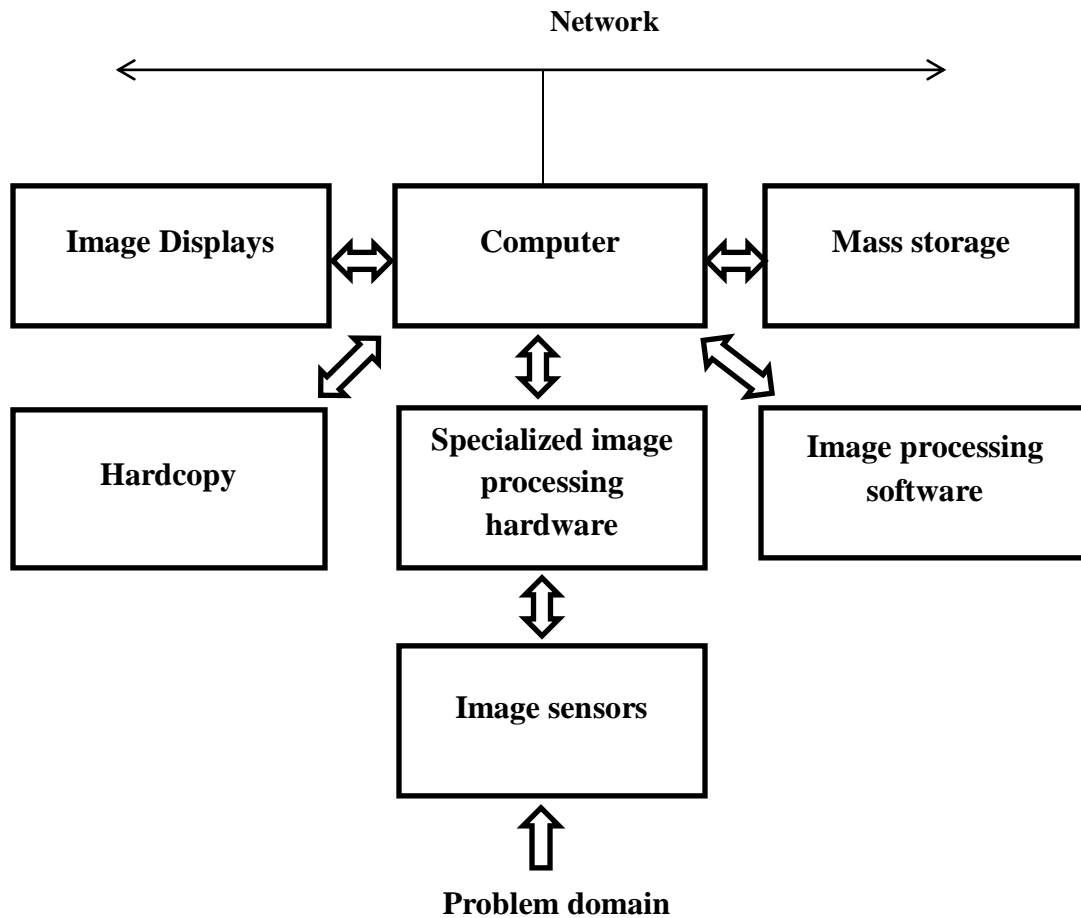 Network
Image Displays
Computer
Mass storage
Hardcopy
Specialized image
processing
hardware
Image processing
software
Image sensors
Problem domain